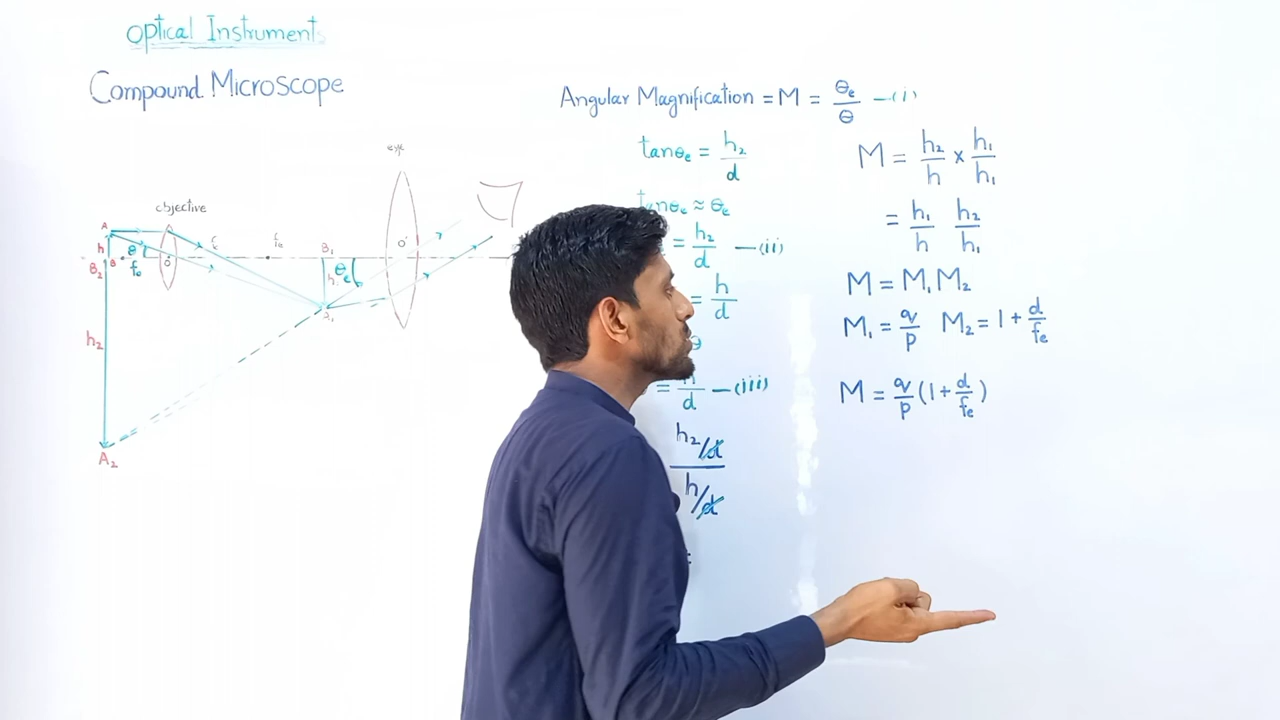 Optical Instruments
Compound Microscope
eye
objective
A
h
θ
B
B₂
fₒ
O
fₑ
B₁
h₁
θₑ
O'
h₂
A₂
Angular Magnification = M = θₑ/θ —(i)
tanθₑ = h₂/d
tanθₑ ≈ θₑ
= h₂/d —(ii)
= h/d
θ
= h/d —(iii)
h₂/d
h/d
M = h₂/h × h₁/h₁
= h₁/h h₂/h₁
M = M₁M₂
M₁ = q/p M₂ = 1 + d/fₑ
M = q/p (1 + d/fₑ)